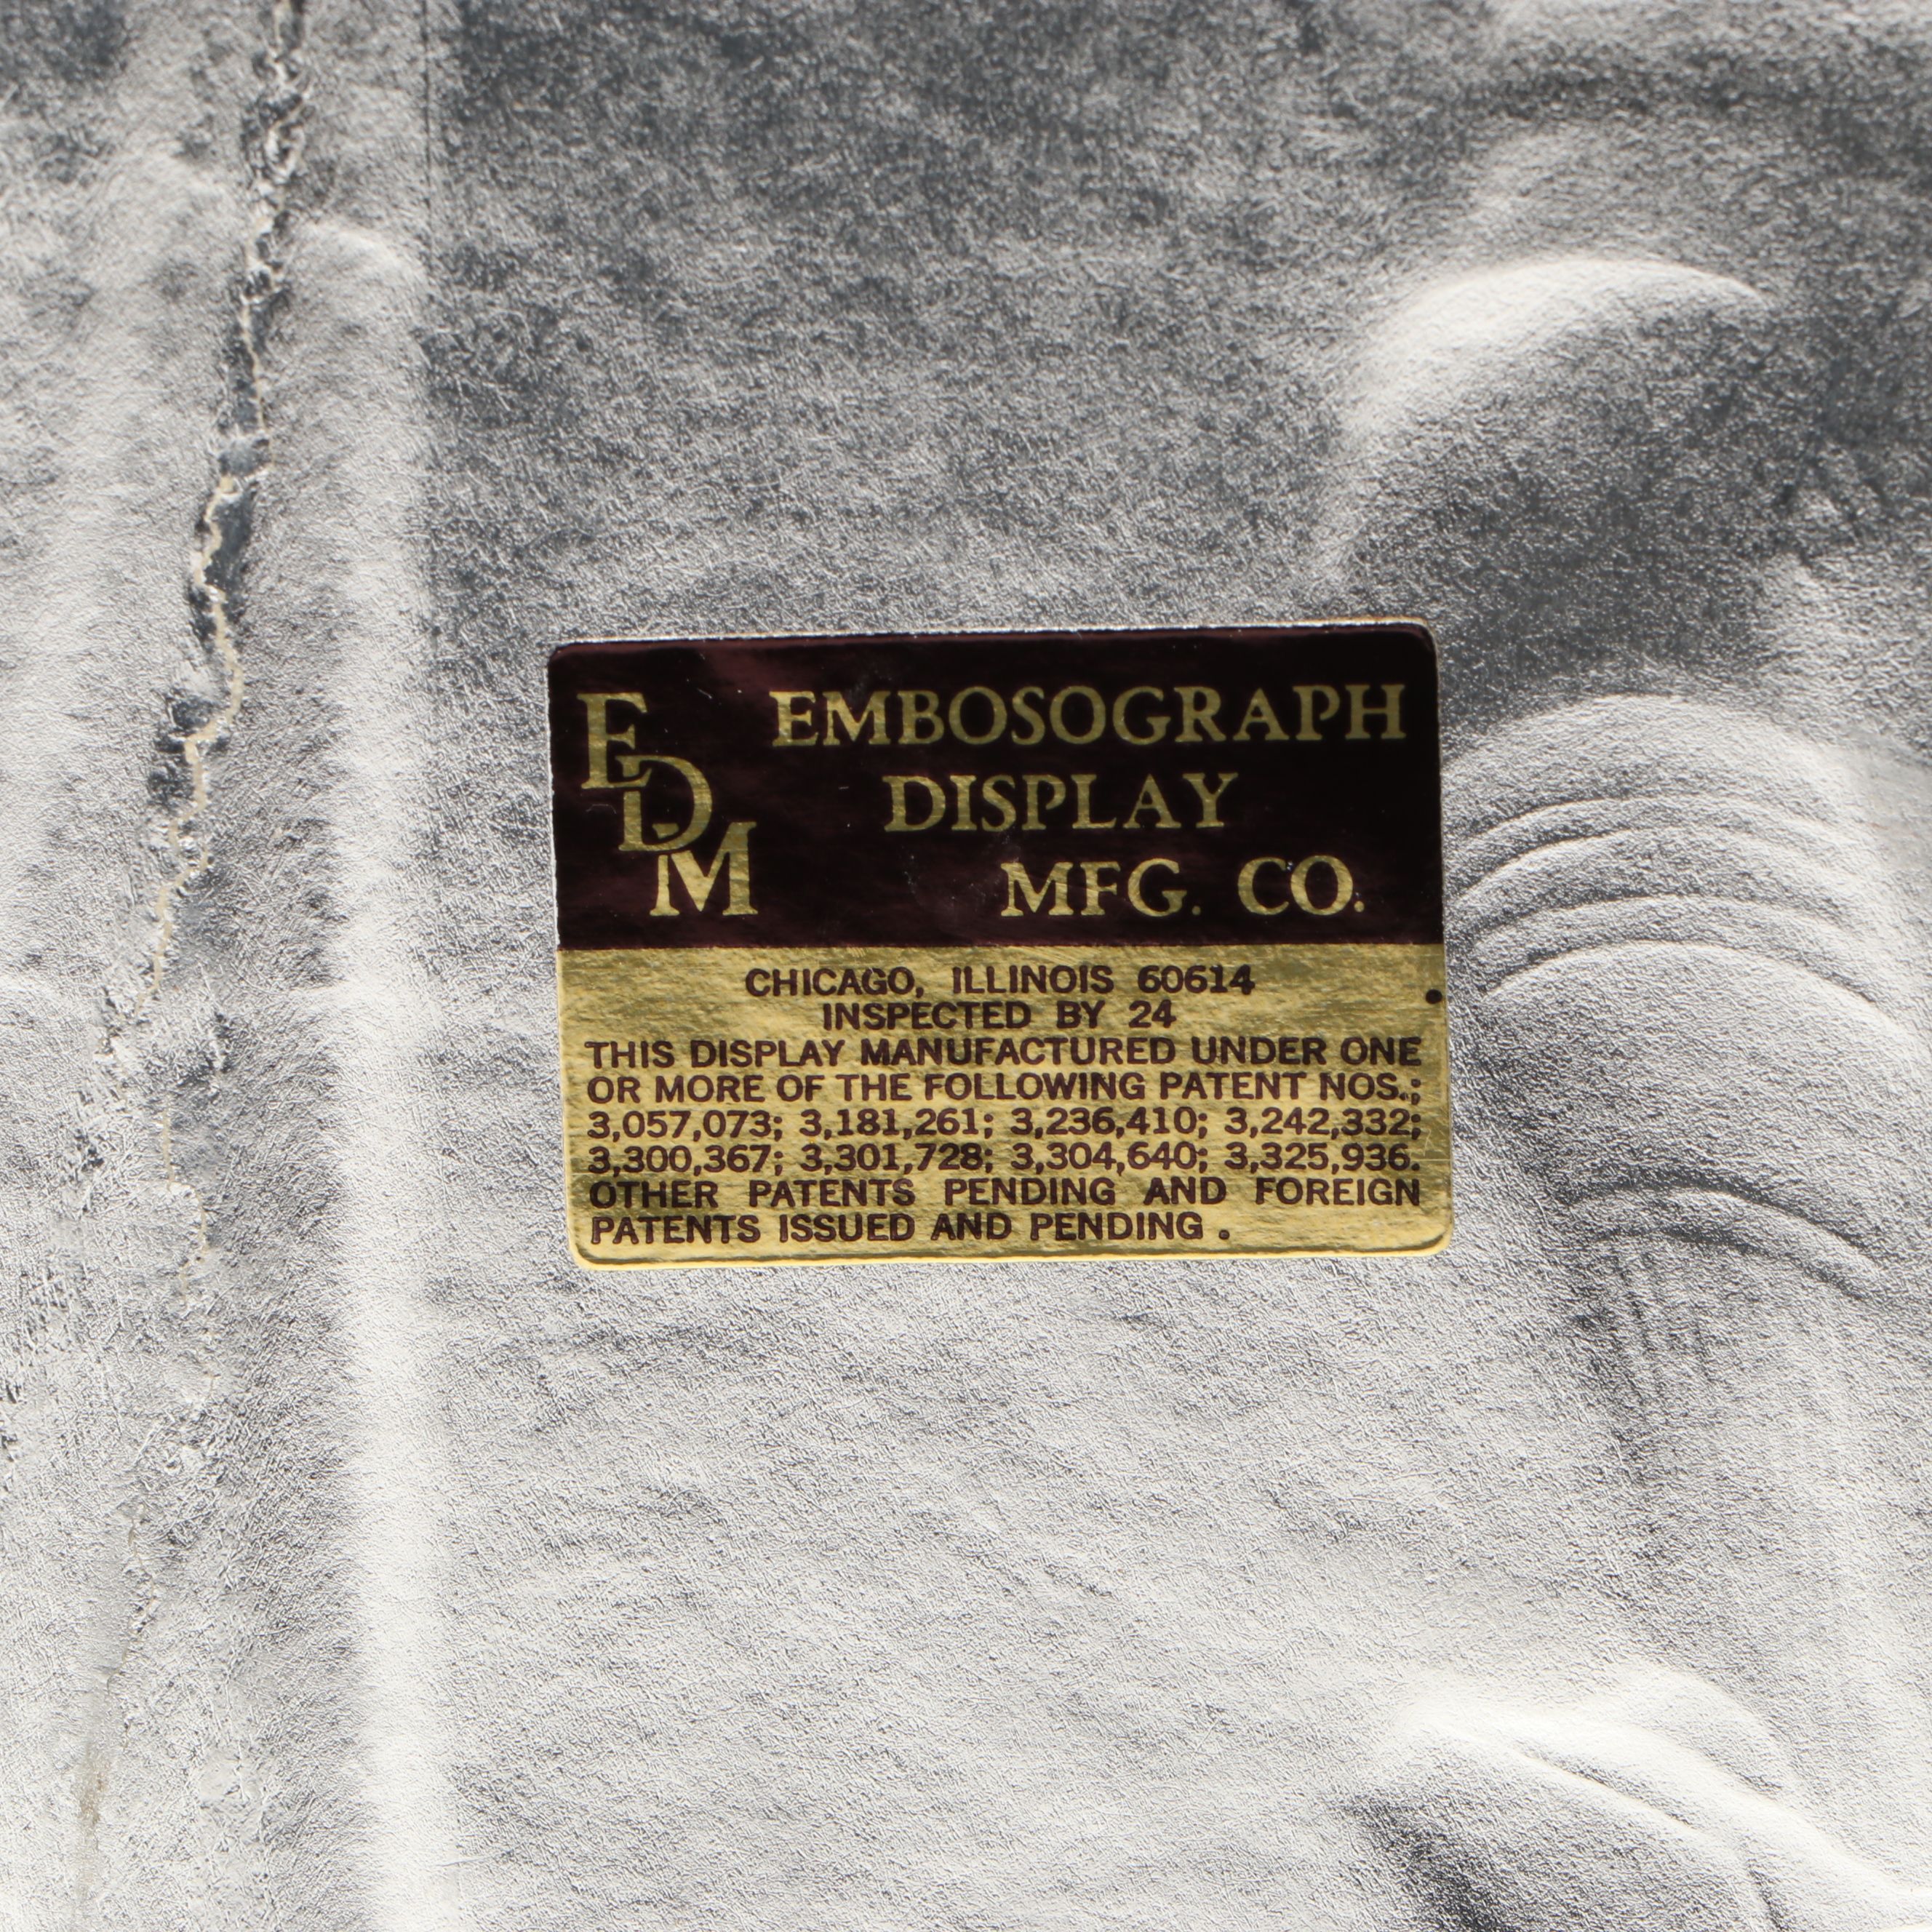 EDM
EMBOSOGRAPH
DISPLAY
MFG. CO.
CHICAGO, ILLINOIS 60614
INSPECTED BY 24
THIS DISPLAY MANUFACTURED UNDER ONE
OR MORE OF THE FOLLOWING PATENT NOS.;
3,057,073; 3,181,261; 3,236,410; 3,242,332;
3,300,367; 3,301,728; 3,304,640; 3,325,936.
OTHER PATENTS PENDING AND FOREIGN
PATENTS ISSUED AND PENDING .